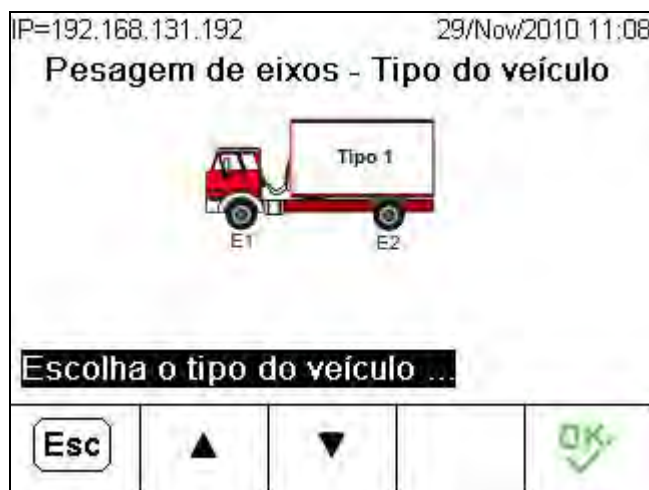 IP=192.168.131.192 29/Nov/2010 11:08
Pesagem de eixos - Tipo do veículo
Tipo 1
E1 E2
Escolha o tipo do veículo ...
Esc ▲ ▼ OK